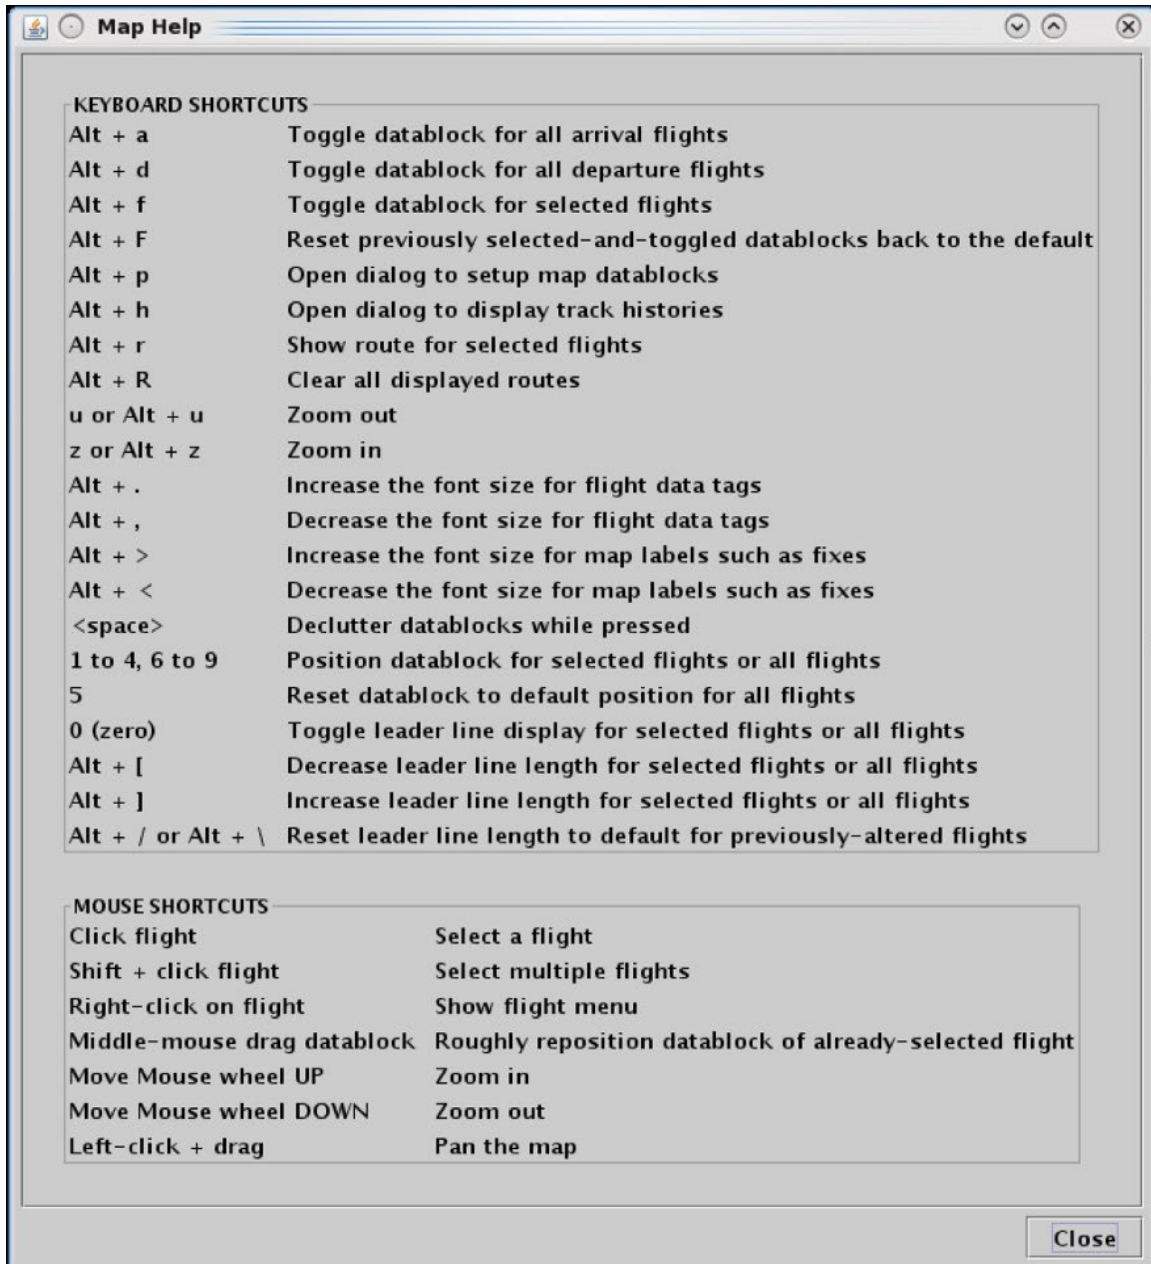 Map Help
KEYBOARD SHORTCUTS
Alt + a Toggle datablock for all arrival flights
Alt + d Toggle datablock for all departure flights
Alt + f Toggle datablock for selected flights
Alt + F Reset previously selected-and-toggled datablocks back to the default
Alt + p Open dialog to setup map datablocks
Alt + h Open dialog to display track histories
Alt + r Show route for selected flights
Alt + R Clear all displayed routes
u or Alt + u Zoom out
z or Alt + z Zoom in
Alt + . Increase the font size for flight data tags
Alt + , Decrease the font size for flight data tags
Alt + > Increase the font size for map labels such as fixes
Alt + < Decrease the font size for map labels such as fixes
<space> Declutter datablocks while pressed
1 to 4, 6 to 9 Position datablock for selected flights or all flights
5 Reset datablock to default position for all flights
0 (zero) Toggle leader line display for selected flights or all flights
Alt + [ Decrease leader line length for selected flights or all flights
Alt + ] Increase leader line length for selected flights or all flights
Alt + / or Alt + \ Reset leader line length to default for previously-altered flights
MOUSE SHORTCUTS
Click flight Select a flight
Shift + click flight Select multiple flights
Right-click on flight Show flight menu
Middle-mouse drag datablock Roughly reposition datablock of already-selected flight
Move Mouse wheel UP Zoom in
Move Mouse wheel DOWN Zoom out
Left-click + drag Pan the map
Close